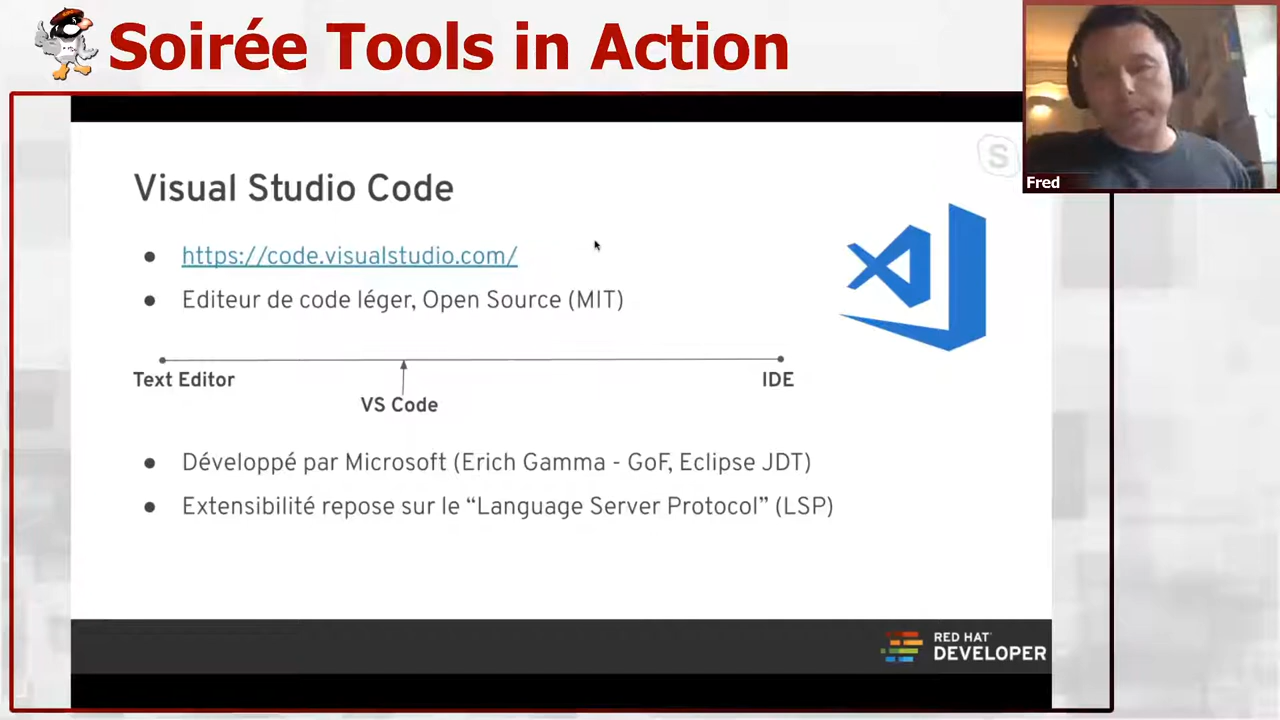 Soirée Tools in Action
Fred
S
Visual Studio Code
https://code.visualstudio.com/
Editeur de code léger, Open Source (MIT)
Text Editor
IDE
VS Code
Développé par Microsoft (Erich Gamma - GoF, Eclipse JDT)
Extensibilité repose sur le “Language Server Protocol” (LSP)
RED HAT
DEVELOPER